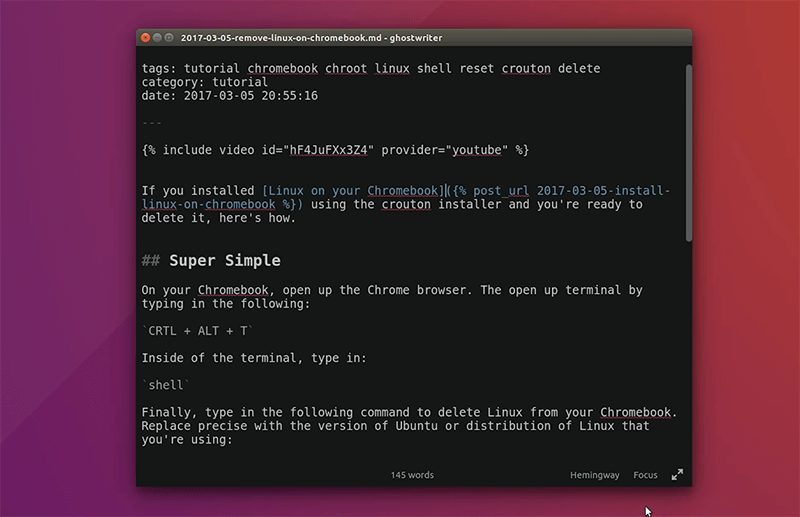 2017-03-05-remove-linux-on-chromebook.md - ghostwriter
tags: tutorial chromebook chroot linux shell reset crouton delete
category: tutorial
date: 2017-03-05 20:55:16
---
{% include video id="hF4JuFXx3Z4" provider="youtube" %}
If you installed [Linux on your Chromebook]({% post_url 2017-03-05-install-
linux-on-chromebook %}) using the crouton installer and you're ready to
delete it, here's how.
## Super Simple
On your Chromebook, open up the Chrome browser. The open up terminal by
typing in the following:
`CRTL + ALT + T`
Inside of the terminal, type in:
`shell`
Finally, type in the following command to delete Linux from your Chromebook.
Replace precise with the version of Ubuntu or distribution of Linux that
you're using:
145 words
Hemingway
Focus